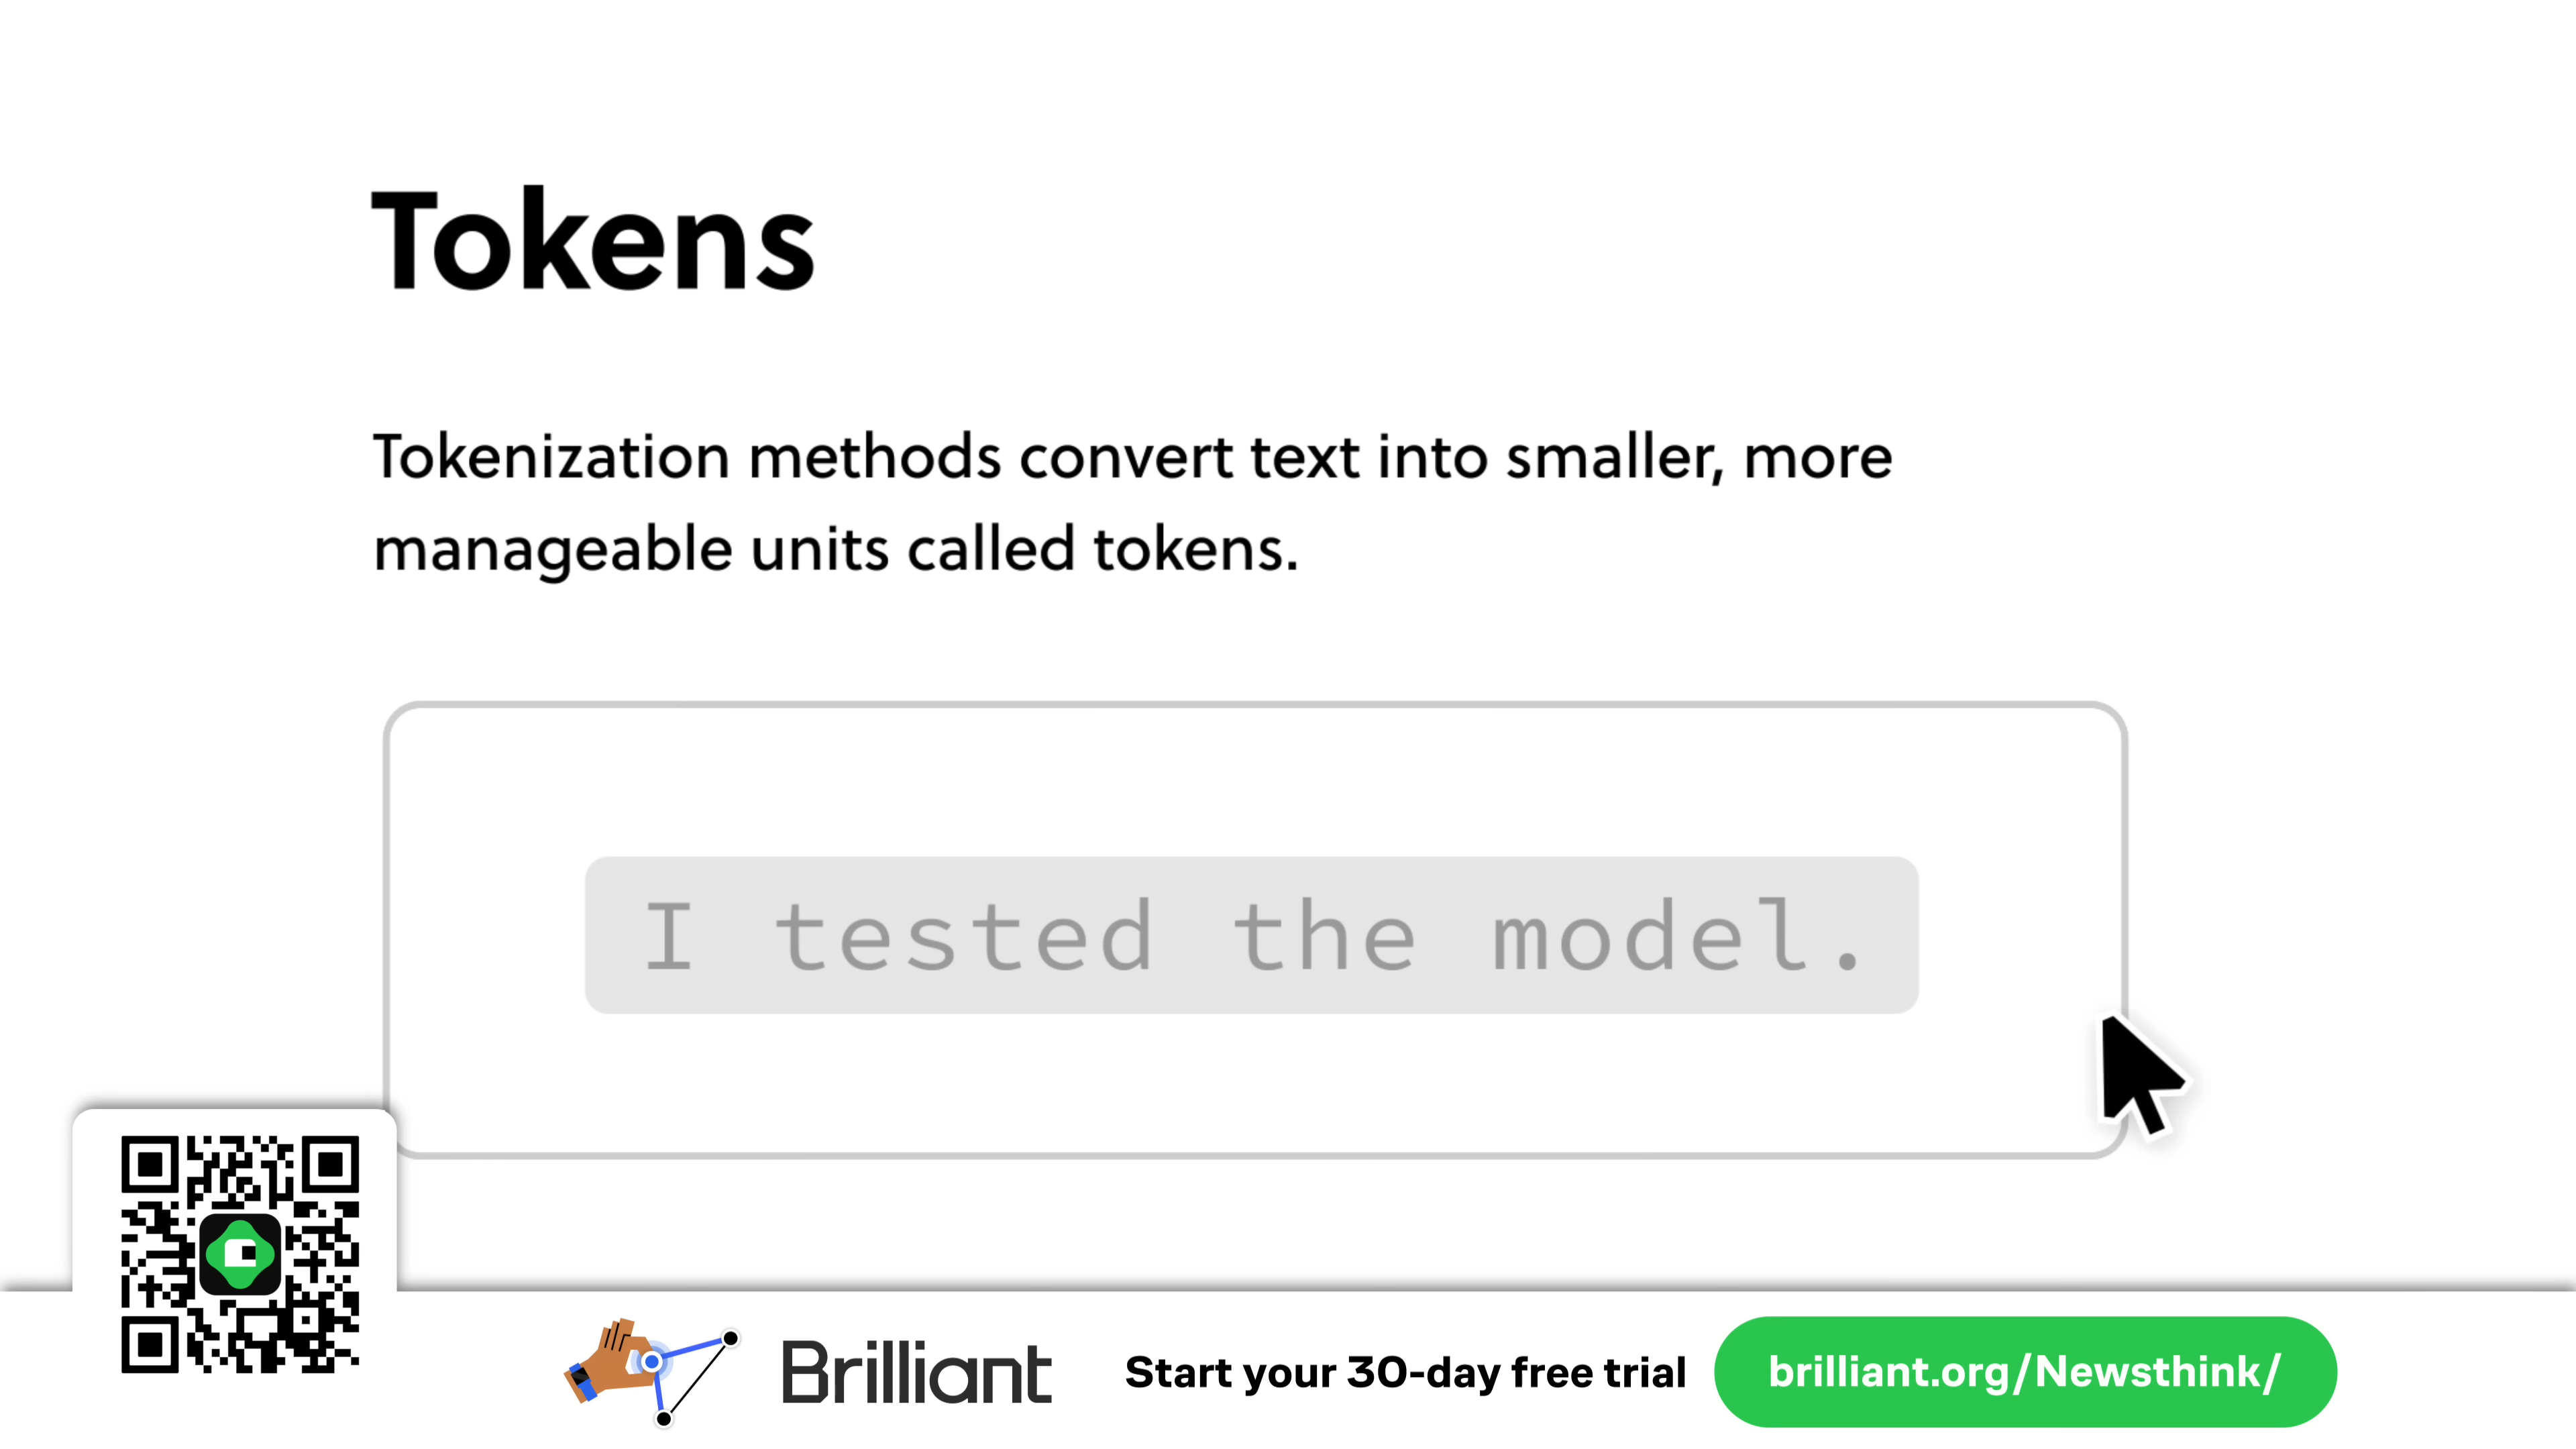 Tokens
Tokenization methods convert text into smaller, more
manageable units called tokens.
I tested the model.
Brilliant
Start your 30-day free trial
brilliant.org/Newsthink/